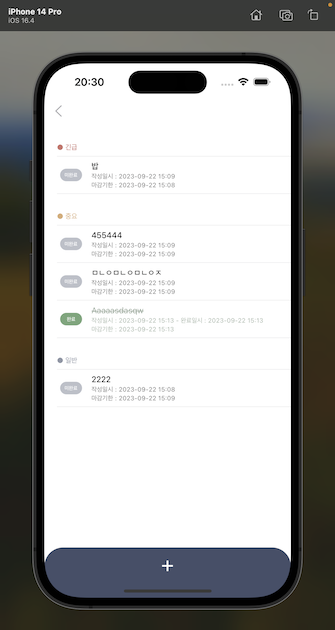 iPhone 14 Pro
iOS 16.4
20:30
긴급
미완료
밥
작성일시 : 2023-09-22 15:09
마감기한 : 2023-09-22 15:08
중요
미완료
455444
작성일시 : 2023-09-22 15:09
마감기한 : 2023-09-22 15:09
미완료
ㅁㄴㅇㅁㄴㅇㅁㄴㅇㅈ
작성일시 : 2023-09-22 15:09
마감기한 : 2023-09-22 15:09
완료
Aaaaasdasqw
작성일시 : 2023-09-22 15:13 - 완료일시 : 2023-09-22 15:13
마감기한 : 2023-09-22 15:13
일반
미완료
2222
작성일시 : 2023-09-22 15:08
마감기한 : 2023-09-22 15:09